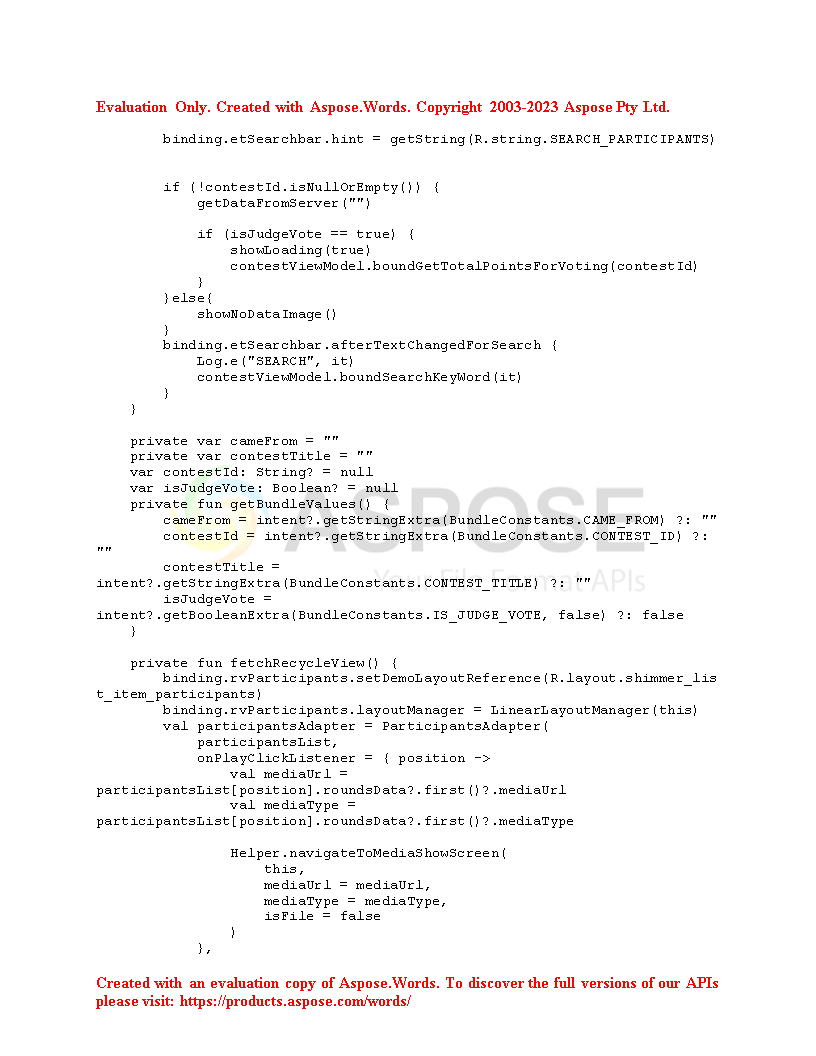 Evaluation Only. Created with Aspose.Words. Copyright 2003-2023 Aspose Pty Ltd.
binding.etSearchbar.hint = getString(R.string.SEARCH_PARTICIPANTS)
if (!contestId.isNullOrEmpty()) {
getDataFromServer("")
if (isJudgeVote == true) {
showLoading(true)
contestViewModel.boundGetTotalPointsForVoting(contestId)
}
}else{
showNoDataImage()
}
binding.etSearchbar.afterTextChangedForSearch {
Log.e("SEARCH", it)
contestViewModel.boundSearchKeyWord(it)
}
}
private var cameFrom = ""
private var contestTitle = ""
var contestId: String? = null
var isJudgeVote: Boolean? = null
private fun getBundleValues() {
cameFrom = intent?.getStringExtra(BundleConstants.CAME_FROM) ?: ""
contestId = intent?.getStringExtra(BundleConstants.CONTEST_ID) ?:
""
contestTitle =
intent?.getStringExtra(BundleConstants.CONTEST_TITLE) ?: ""
isJudgeVote =
intent?.getBooleanExtra(BundleConstants.IS_JUDGE_VOTE, false) ?: false
}
ASPOSE
Your File Format APIs
private fun fetchRecycleView() {
binding.rvParticipants.setDemoLayoutReference(R.layout.shimmer_lis
t_item_participants)
binding.rvParticipants.layoutManager = LinearLayoutManager(this)
val participantsAdapter = ParticipantsAdapter(
participantsList,
onPlayClickListener = { position ->
val mediaUrl =
participantsList[position].roundsData?.first()?.mediaUrl
val mediaType =
participantsList[position].roundsData?.first()?.mediaType
Helper.navigateToMediaShowScreen(
this,
mediaUrl = mediaUrl,
mediaType = mediaType,
isFile = false
)
},
Created with an evaluation copy of Aspose.Words. To discover the full versions of our APIs
please visit: https://products.aspose.com/words/